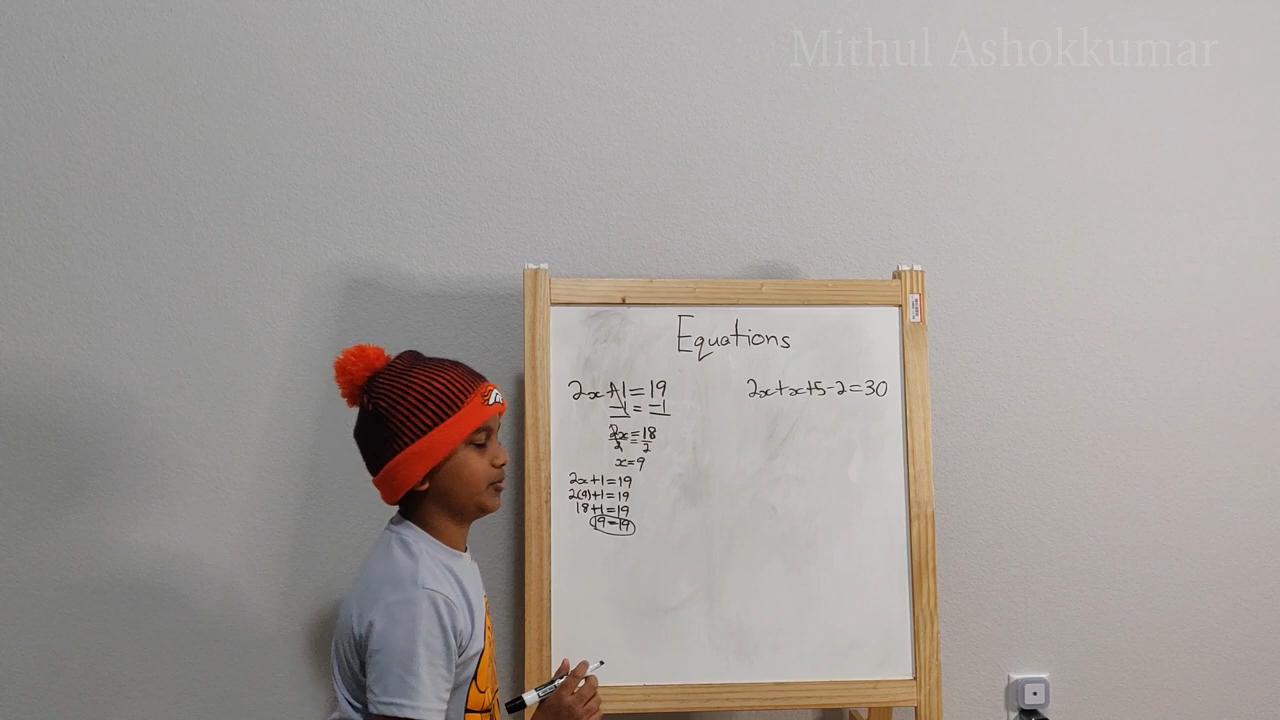 Mithul Ashokkumar
Equations
2x+1=19
-1 = -1
2x/2=18/2
x=9
2x+1=19
2(9)+1=19
18+1=19
19=19
2x+x+5-2=30